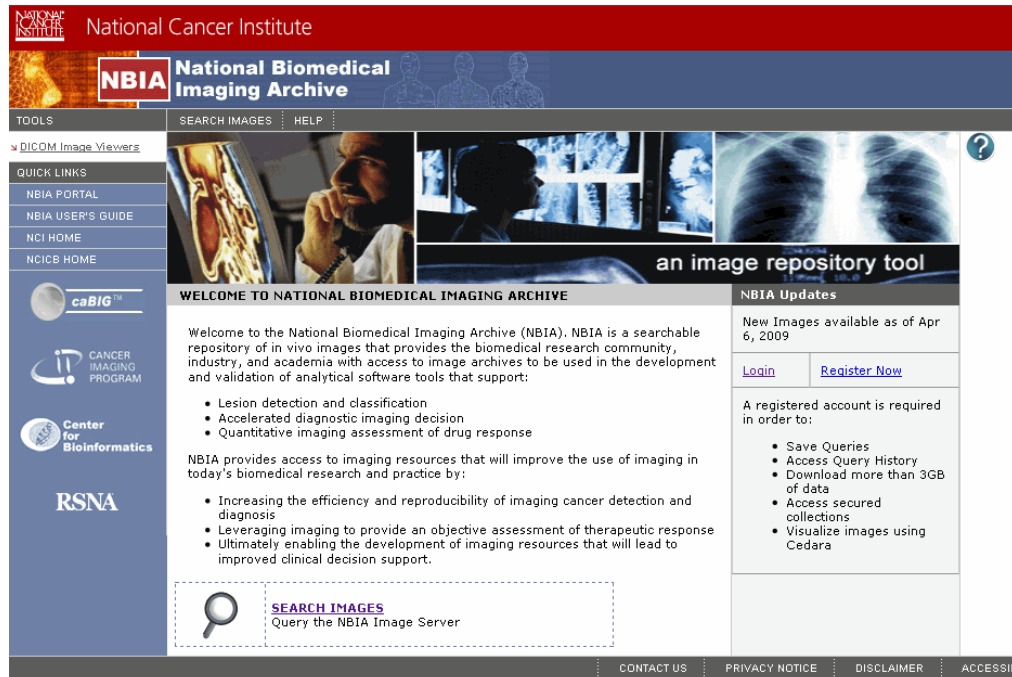 NATIONAL
CANCER
INSTITUTE
National Cancer Institute
NBIA
National Biomedical
Imaging Archive
TOOLS
SEARCH IMAGES
HELP
DICOM Image Viewers
QUICK LINKS
NBIA PORTAL
NBIA USER'S GUIDE
NCI HOME
NCICB HOME
caBIG™
CIP
CANCER
IMAGING
PROGRAM
Center
for
Bioinformatics
RSNA
?
an image repository tool
WELCOME TO NATIONAL BIOMEDICAL IMAGING ARCHIVE
Welcome to the National Biomedical Imaging Archive (NBIA). NBIA is a searchable
repository of in vivo images that provides the biomedical research community,
industry, and academia with access to image archives to be used in the development
and validation of analytical software tools that support:
• Lesion detection and classification
• Accelerated diagnostic imaging decision
• Quantitative imaging assessment of drug response
NBIA provides access to imaging resources that will improve the use of imaging in
today's biomedical research and practice by:
• Increasing the efficiency and reproducibility of imaging cancer detection and
diagnosis
• Leveraging imaging to provide an objective assessment of therapeutic response
• Ultimately enabling the development of imaging resources that will lead to
improved clinical decision support.
SEARCH IMAGES
Query the NBIA Image Server
NBIA Updates
New Images available as of Apr
6, 2009
Login
Register Now
A registered account is required
in order to:
• Save Queries
• Access Query History
• Download more than 3GB
of data
• Access secured
collections
• Visualize images using
Cedara
CONTACT US
PRIVACY NOTICE
DISCLAIMER